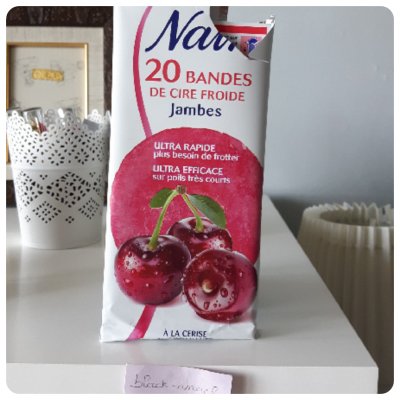 20 BANDES
DE CIRE FROIDE
Jambes
ULTRA RAPIDE
plus besoin de frotter
ULTRA EFFICACE
sur poils très courts
À LA CERISE